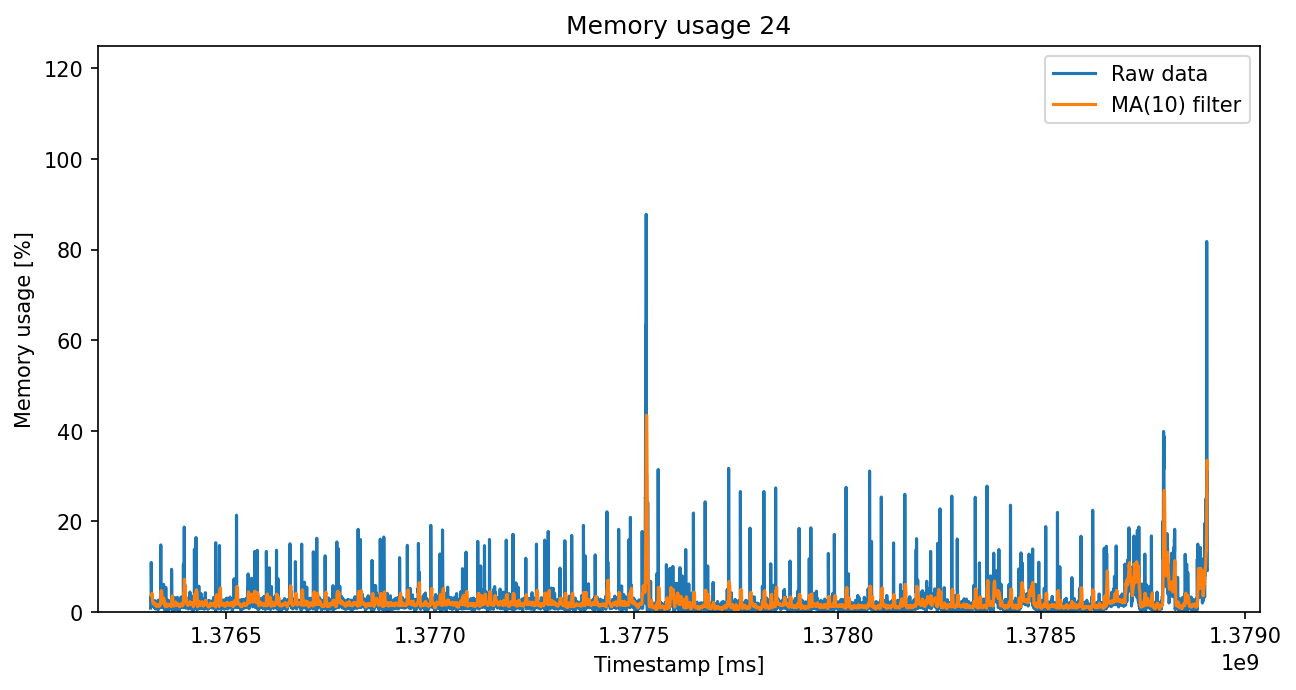 Memory usage 24
Raw data
MA(10) filter
Memory usage [%]
120
100
80
60
40
20
0
1.3765 1.3770 1.3775 1.3780 1.3785 1.3790
1e9
Timestamp [ms]